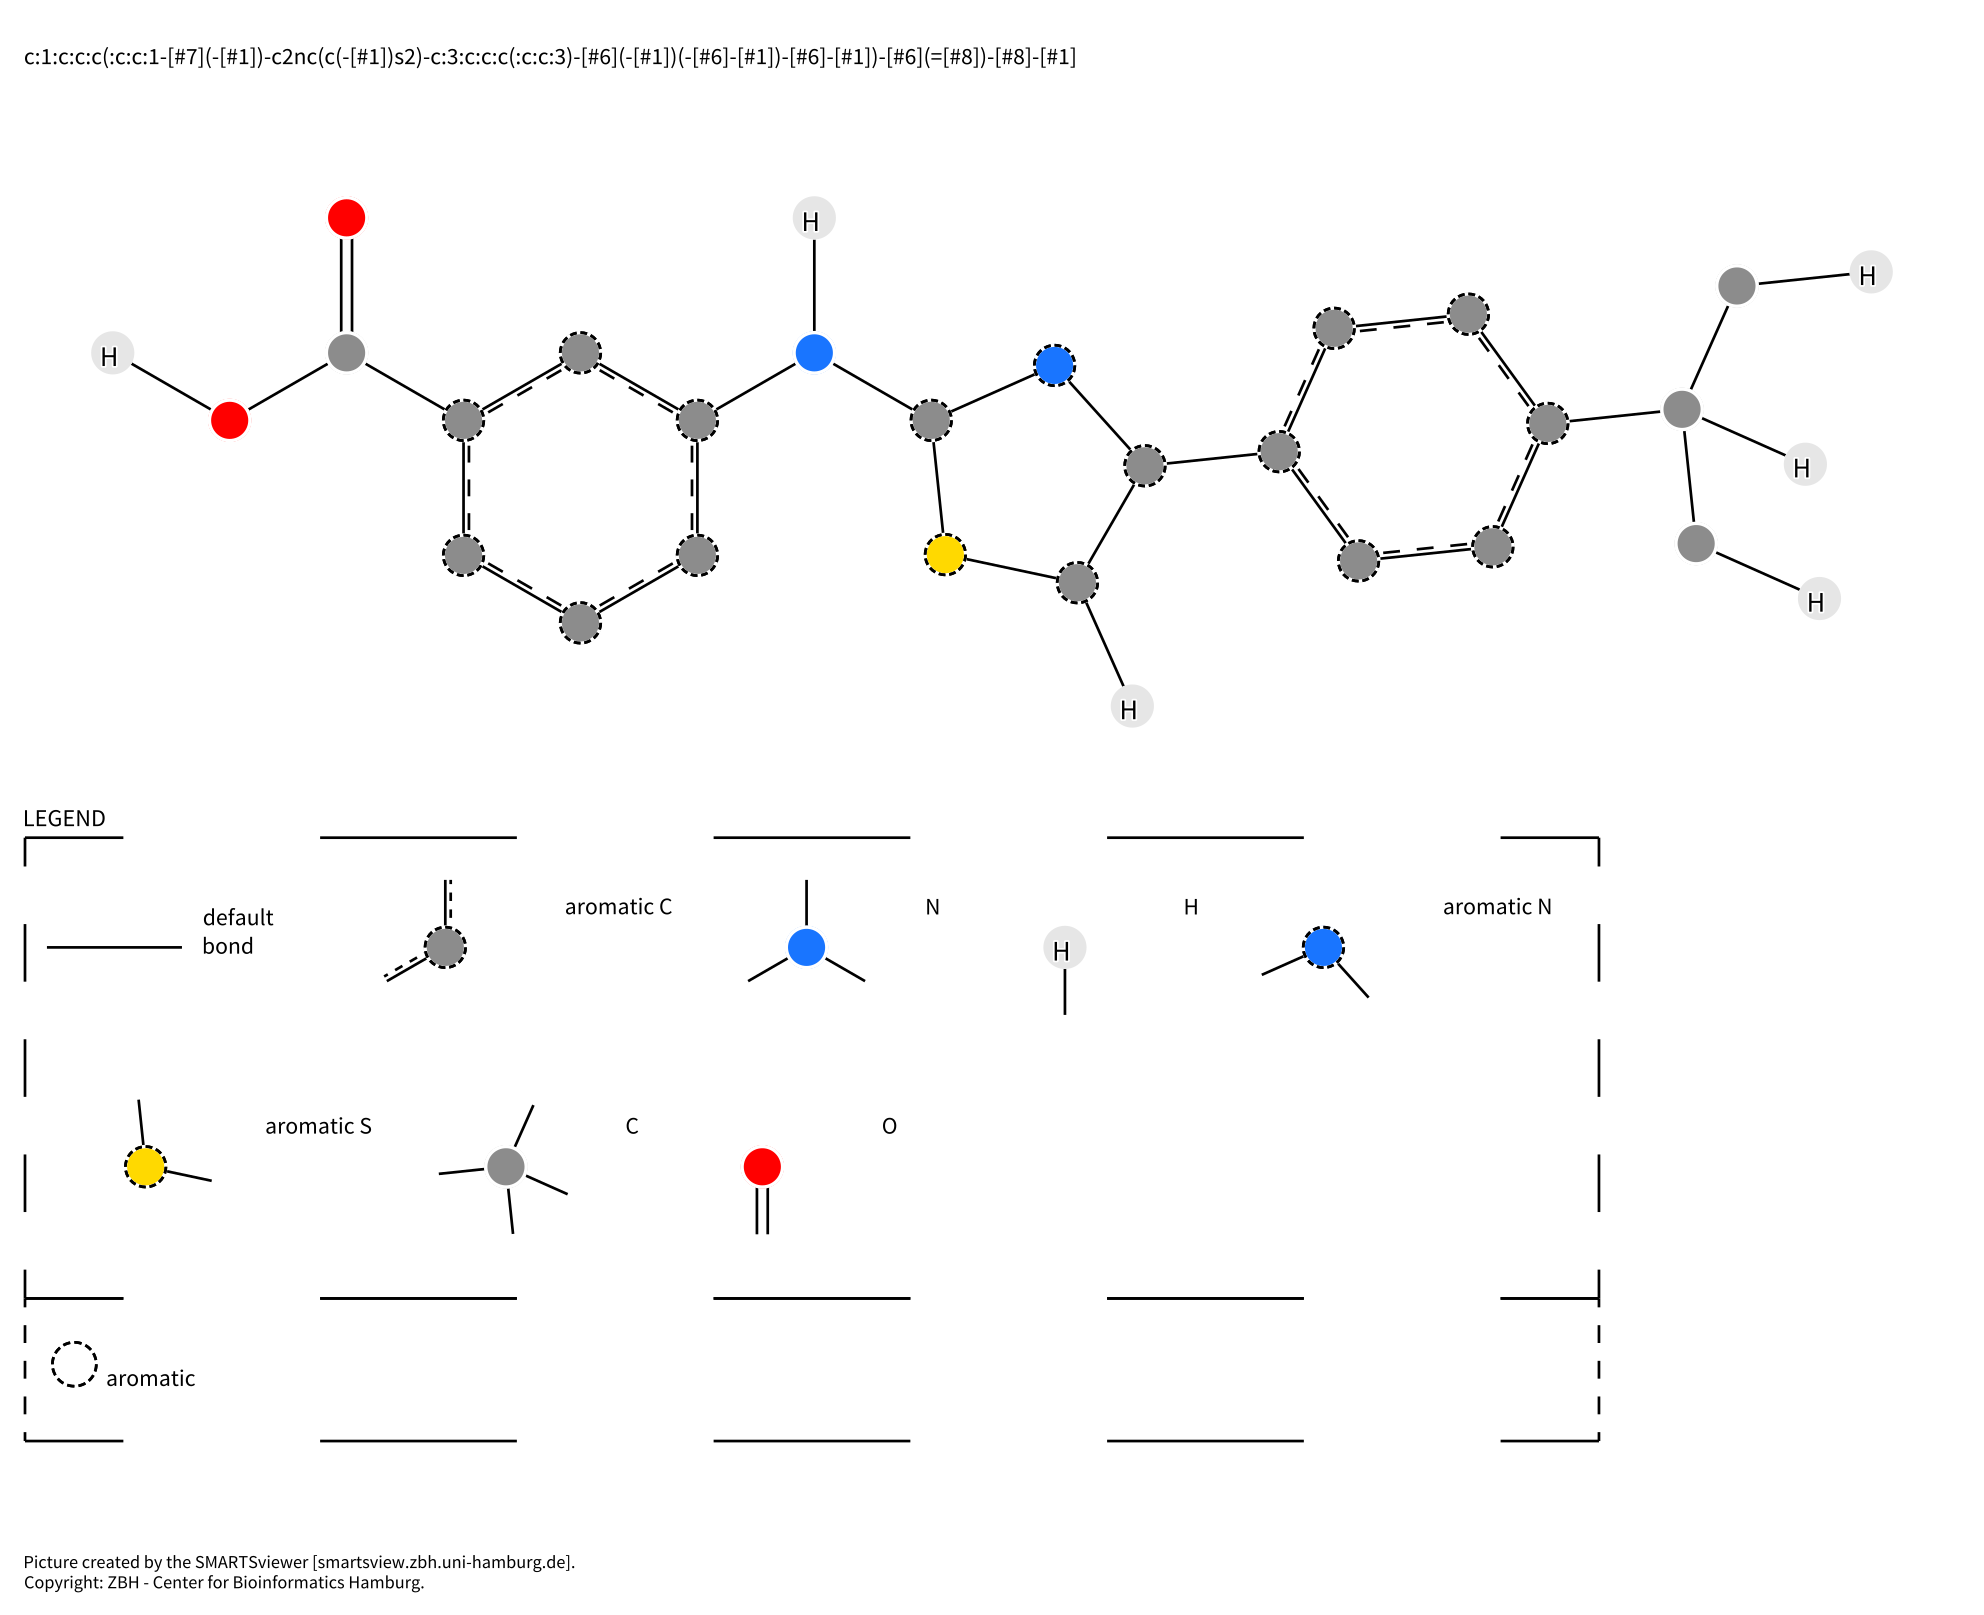 c:1:c:c:c(:c:c:1-[#7](-[#1])-c2nc(c(-[#1])s2)-c:3:c:c:c(:c:c:3)-[#6](-[#1])(-[#6]-[#1])-[#6]-[#1])-[#6](=[#8])-[#8]-[#1]
H
H
H
H
H
H
H
LEGEND
default
bond
aromatic C
N
H
H
aromatic N
aromatic S
C
O
aromatic
Picture created by the SMARTSviewer [smartsview.zbh.uni-hamburg.de].
Copyright: ZBH - Center for Bioinformatics Hamburg.